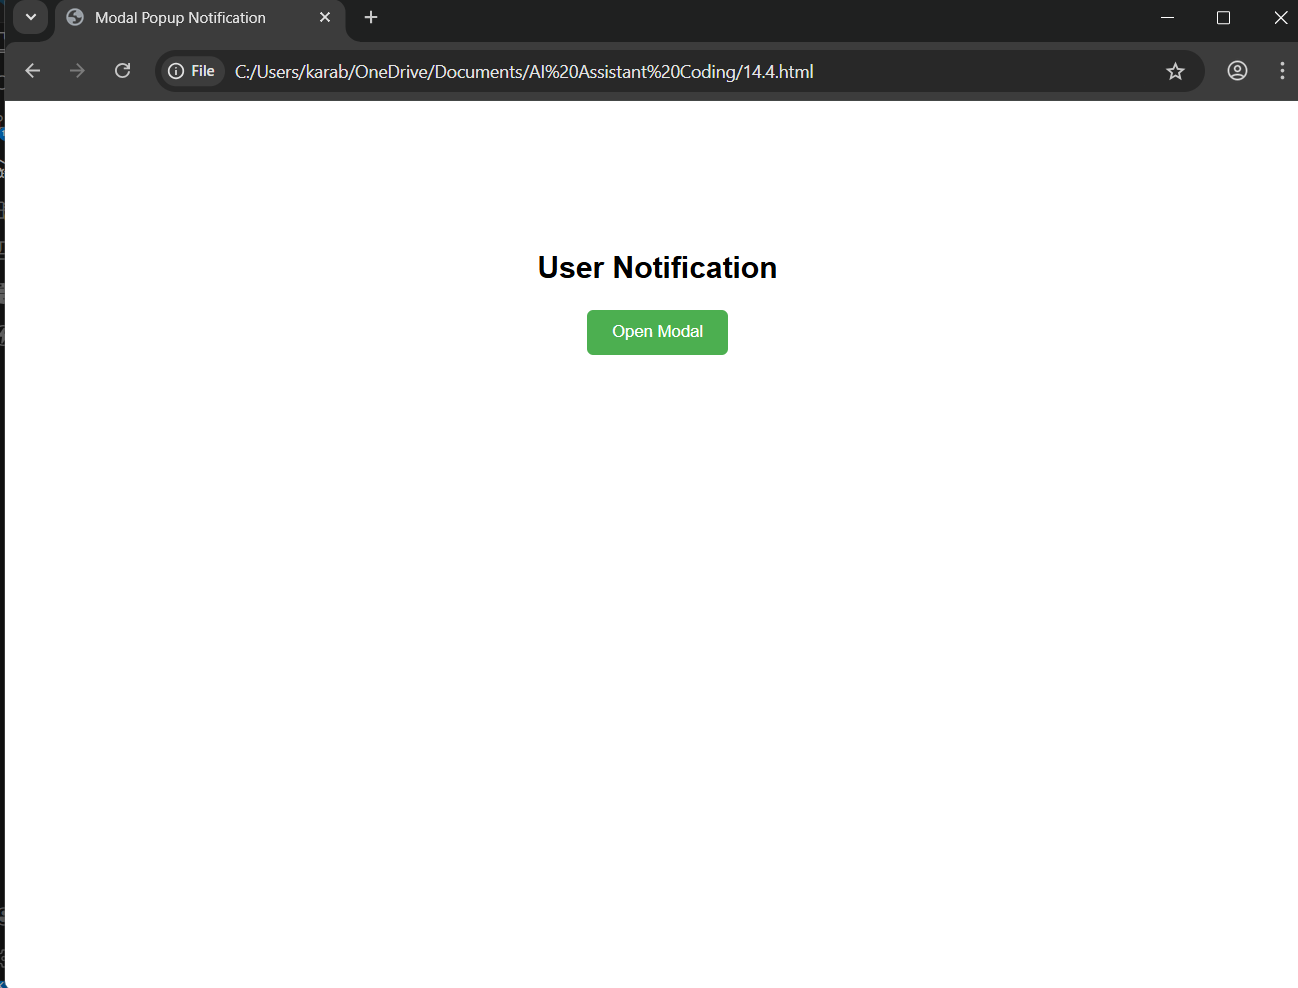 Modal Popup Notification
File
C:/Users/karab/OneDrive/Documents/AI%20Assistant%20Coding/14.4.html
User Notification
Open Modal